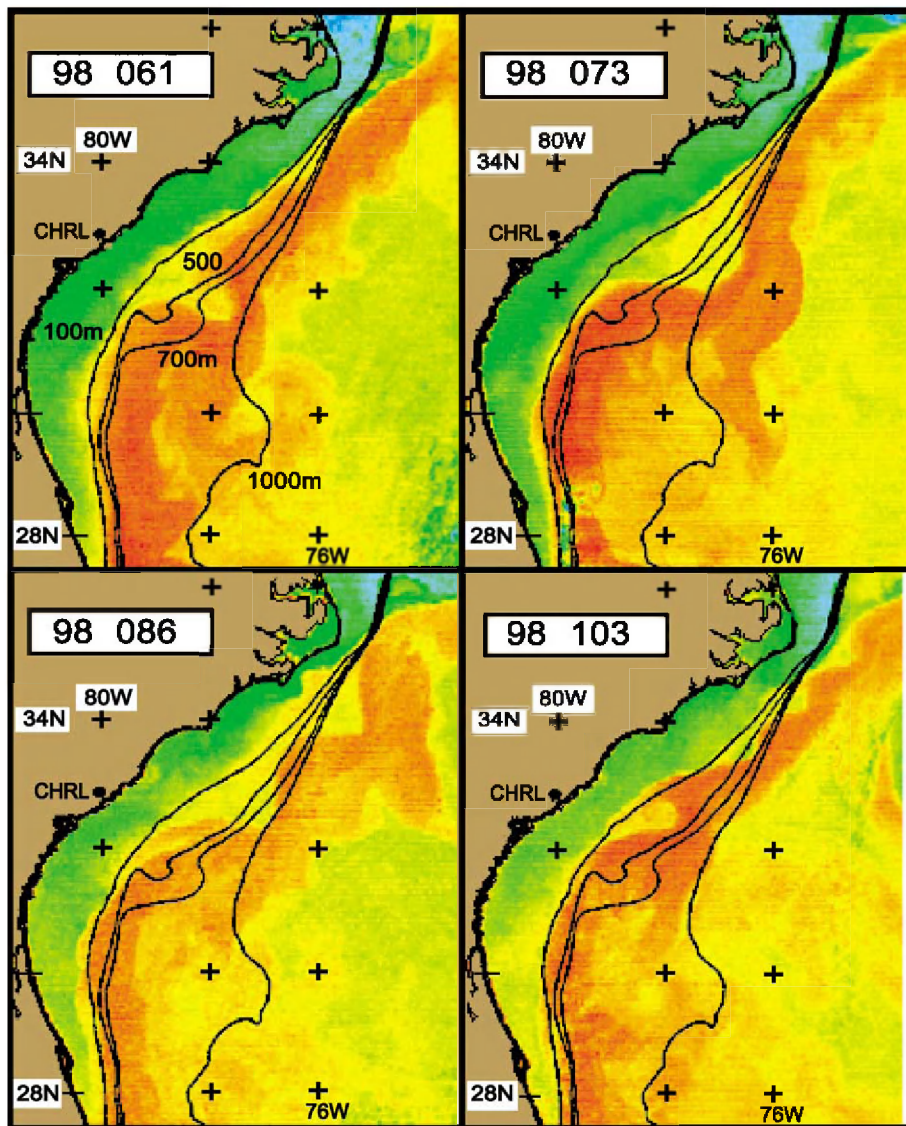 98 061
80W
34N
CHRL
500
100m
700m
1000m
28N
76W
98 073
80W
34N
CHRL
28N
76W
98 086
80W
34N
CHRL
28N
76W
98 103
80W
34N
CHRL
28N
76W